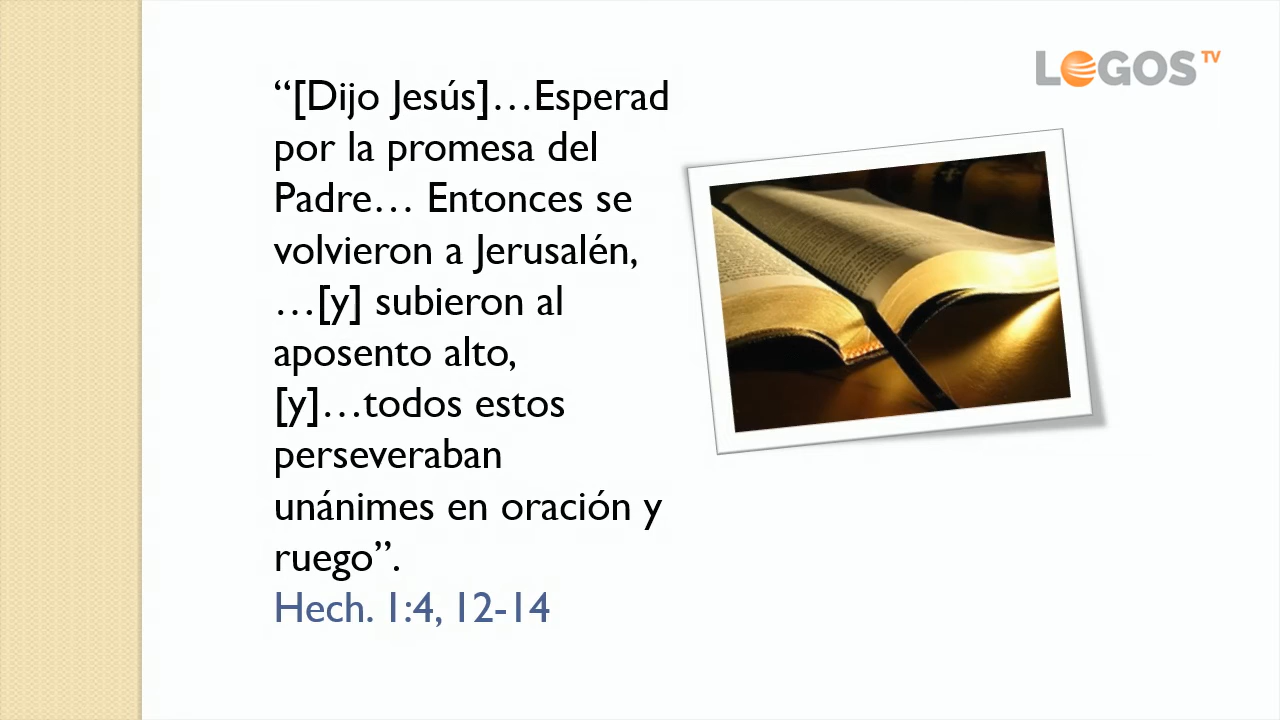 LOGOS TV
“[Dijo Jesús]…Esperad
por la promesa del
Padre… Entonces se
volvieron a Jerusalén,
…[y] subieron al
aposento alto,
[y]…todos estos
perseveraban
unánimes en oración y
ruego”.
Hech. 1:4, 12-14